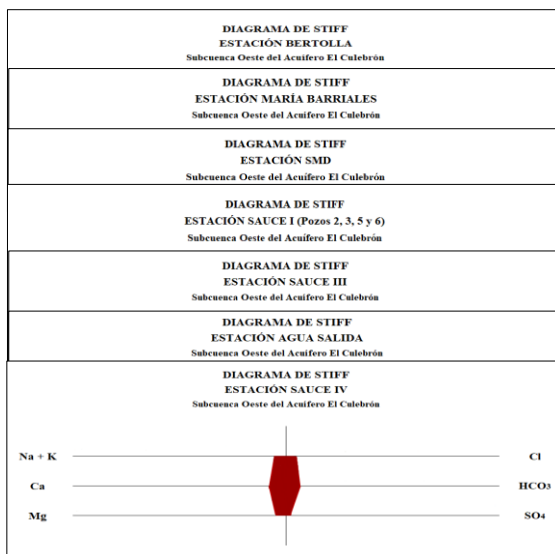 DIAGRAMA DE STIFF
ESTACIÓN BERTOLLA
Subcuenca Oeste del Acuífero El Culebrón
DIAGRAMA DE STIFF
ESTACIÓN MARÍA BARRIALES
Subcuenca Oeste del Acuífero El Culebrón
DIAGRAMA DE STIFF
ESTACIÓN SMD
Subcuenca Oeste del Acuífero El Culebrón
DIAGRAMA DE STIFF
ESTACIÓN SAUCE I (Pozos 2, 3, 5 y 6)
Subcuenca Oeste del Acuífero El Culebrón
DIAGRAMA DE STIFF
ESTACIÓN SAUCE III
Subcuenca Oeste del Acuífero El Culebrón
DIAGRAMA DE STIFF
ESTACIÓN AGUA SALIDA
Subcuenca Oeste del Acuífero El Culebrón
DIAGRAMA DE STIFF
ESTACIÓN SAUCE IV
Subcuenca Oeste del Acuífero El Culebrón
Na + K Cl
Ca HCO3
Mg SO4